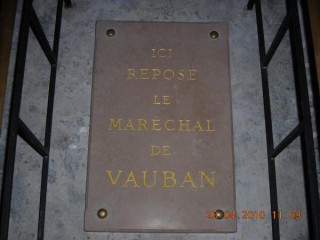 ICI
REPOSE
LE
MARECHAL
DE
VAUBAN